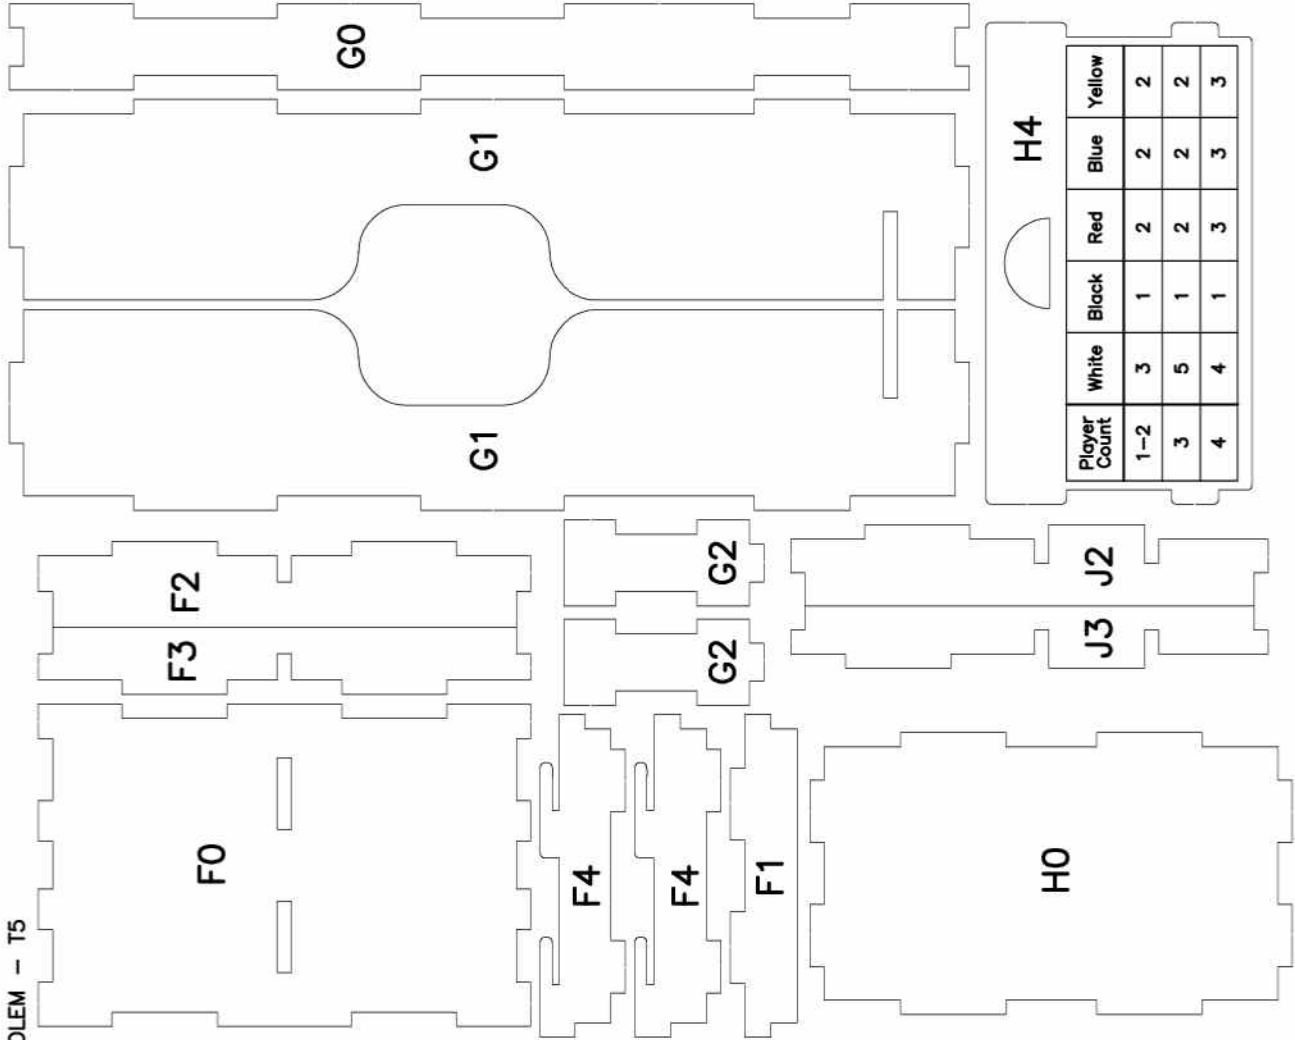 OLEM – T5
F0
F3
F2
G0
G1
G1
F4
F4
F1
G2
G2
H0
J3
J2
H4
Player Count White Black Red Blue Yellow
1-2 3 1 2 2 2
3 5 1 2 2 2
4 4 1 3 3 3